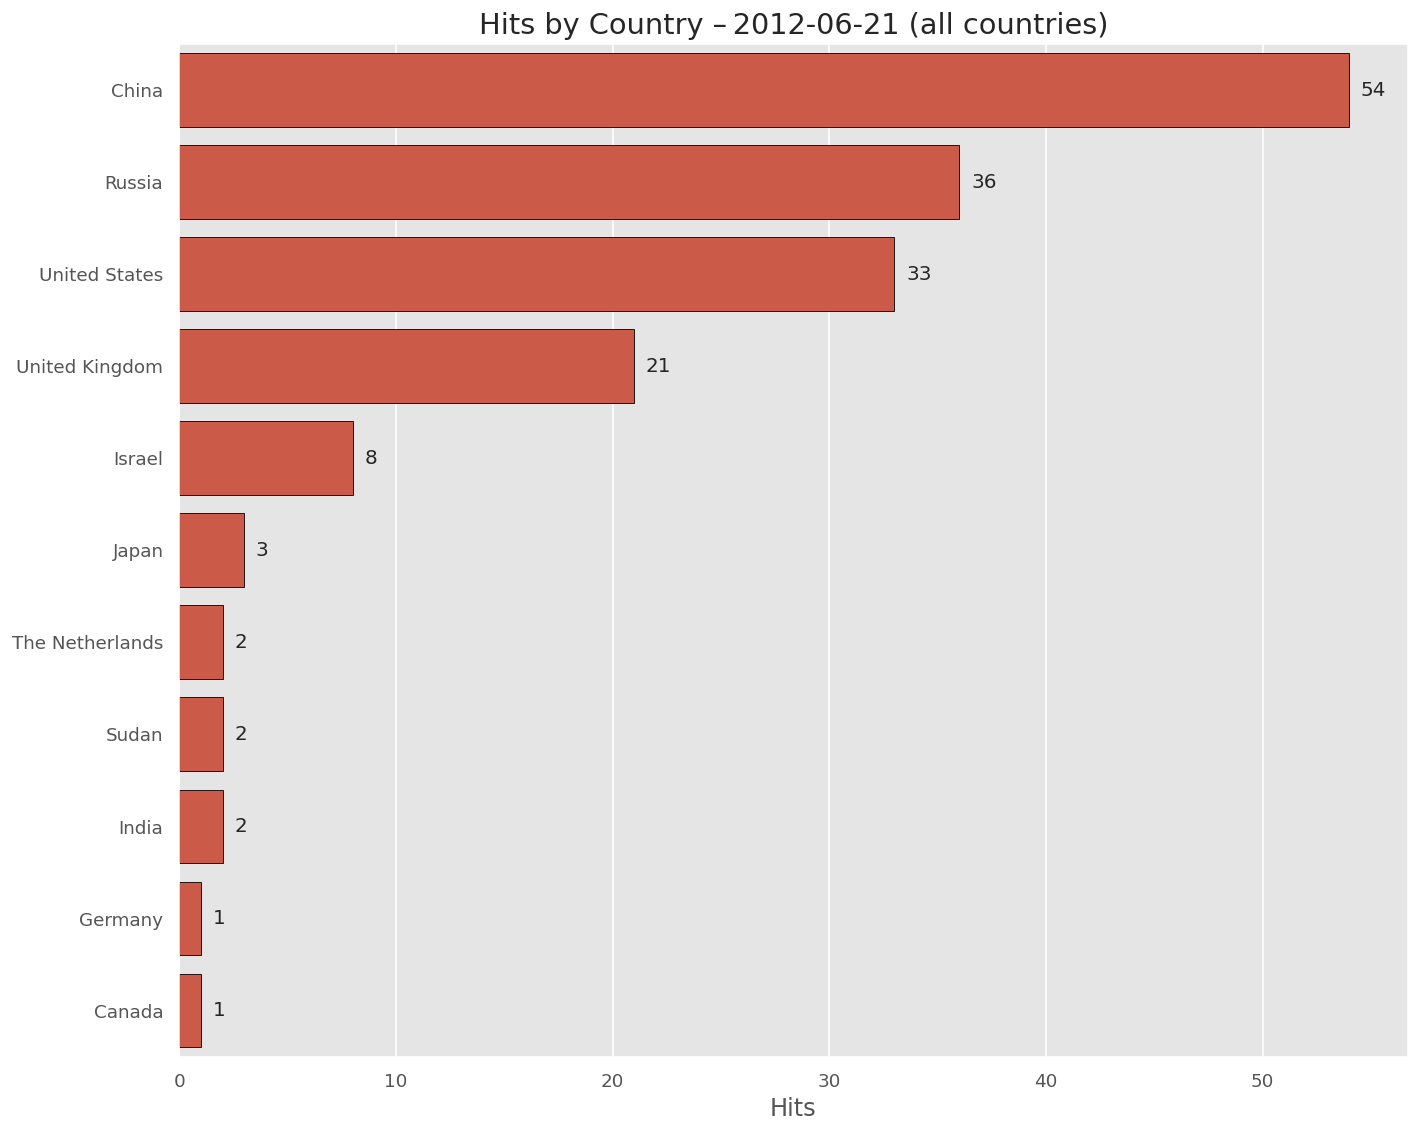 Hits by Country – 2012-06-21 (all countries)
China 54
Russia 36
United States 33
United Kingdom 21
Israel 8
Japan 3
The Netherlands 2
Sudan 2
India 2
Germany 1
Canada 1
0 10 20 30 40 50
Hits